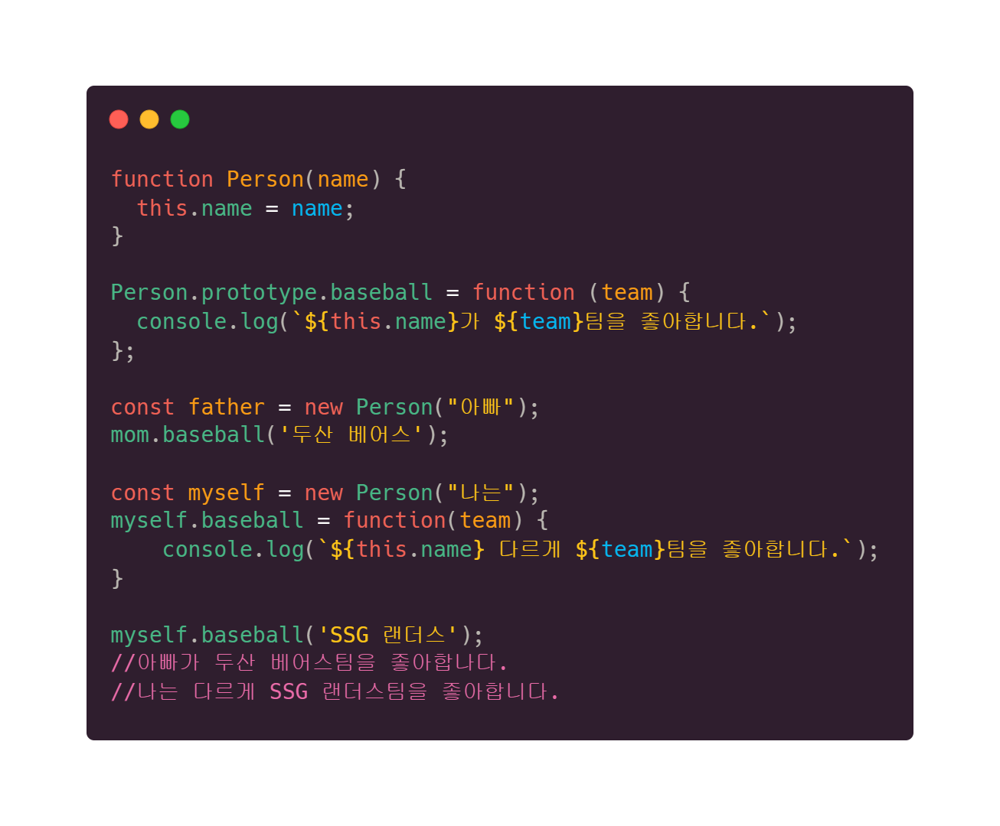 function Person(name) {
  this.name = name;
}
Person.prototype.baseball = function (team) {
  console.log(`${this.name}가 ${team}팀을 좋아합니다.`);
};
const father = new Person("아빠");
mom.baseball('두산 베어스');
const myself = new Person("나는");
myself.baseball = function(team) {
    console.log(`${this.name} 다르게 ${team}팀을 좋아합니다.`);
}
myself.baseball('SSG 랜더스');
//아빠가 두산 베어스팀을 좋아합나다.
//나는 다르게 SSG 랜더스팀을 좋아합니다.